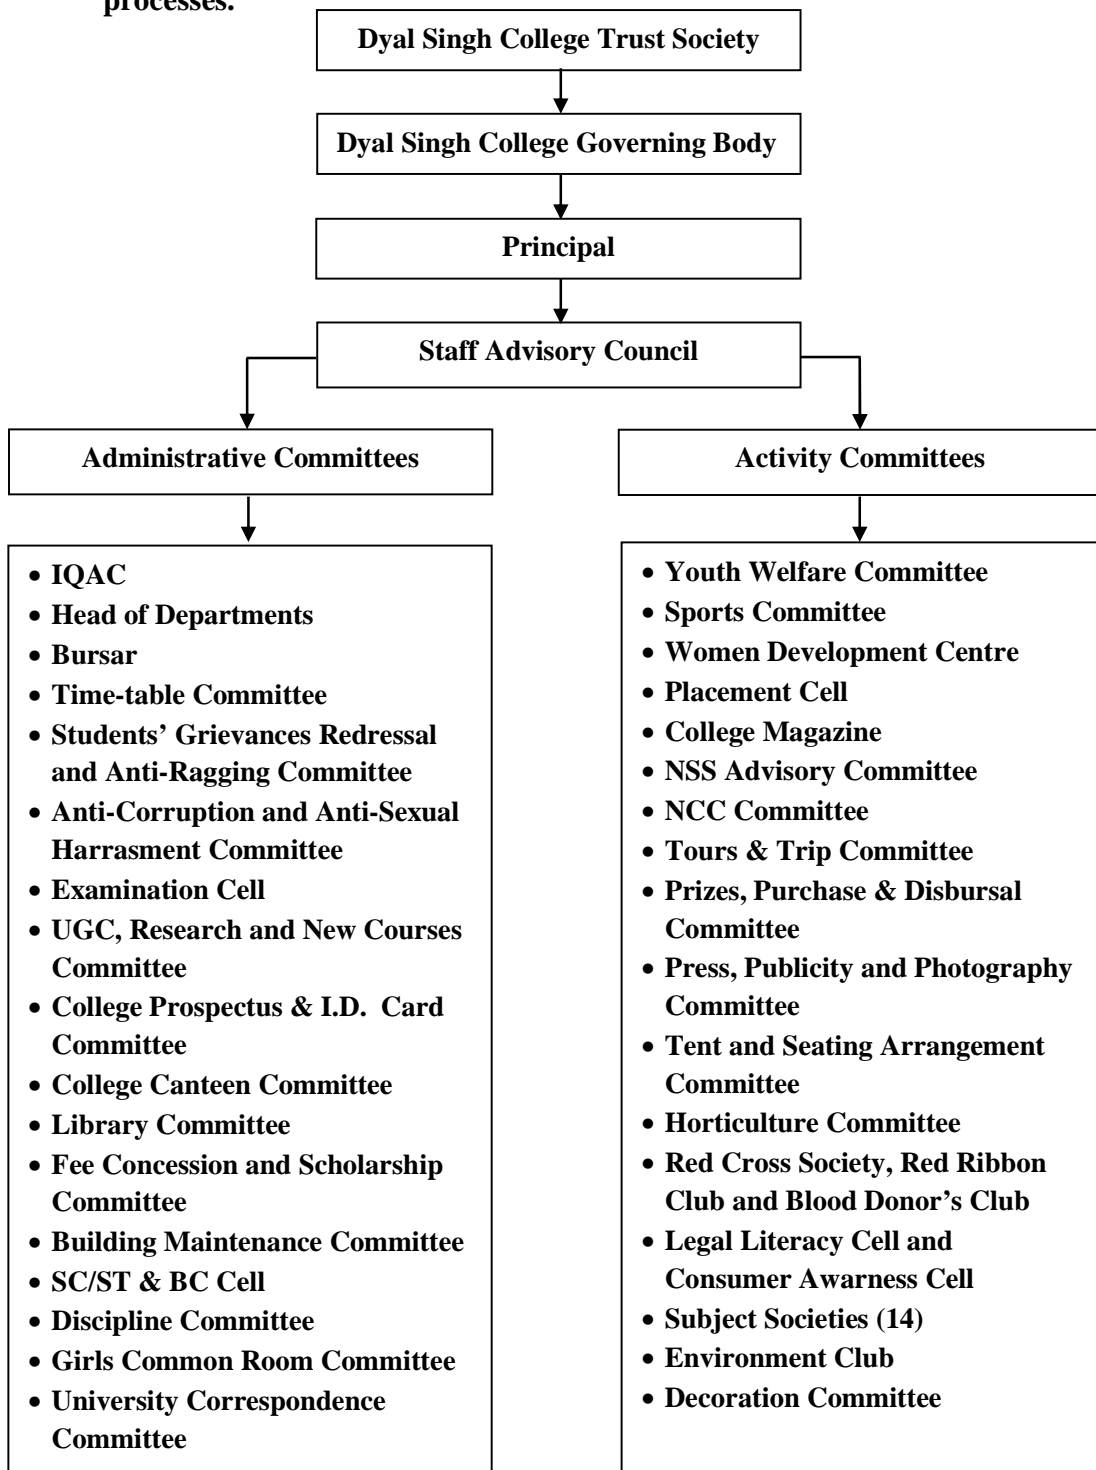 processes.
Dyal Singh College Trust Society
Dyal Singh College Governing Body
Principal
Staff Advisory Council
Administrative Committees
Activity Committees
• IQAC
• Head of Departments
• Bursar
• Time-table Committee
• Students’ Grievances Redressal
and Anti-Ragging Committee
• Anti-Corruption and Anti-Sexual
Harrasment Committee
• Examination Cell
• UGC, Research and New Courses
Committee
• College Prospectus & I.D. Card
Committee
• College Canteen Committee
• Library Committee
• Fee Concession and Scholarship
Committee
• Building Maintenance Committee
• SC/ST & BC Cell
• Discipline Committee
• Girls Common Room Committee
• University Correspondence
Committee
• Youth Welfare Committee
• Sports Committee
• Women Development Centre
• Placement Cell
• College Magazine
• NSS Advisory Committee
• NCC Committee
• Tours & Trip Committee
• Prizes, Purchase & Disbursal
Committee
• Press, Publicity and Photography
Committee
• Tent and Seating Arrangement
Committee
• Horticulture Committee
• Red Cross Society, Red Ribbon
Club and Blood Donor’s Club
• Legal Literacy Cell and
Consumer Awarness Cell
• Subject Societies (14)
• Environment Club
• Decoration Committee